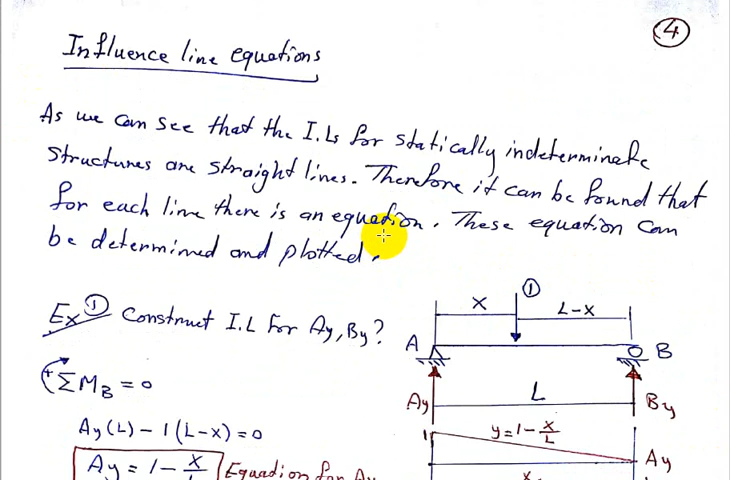 4
Influence line equations
As we can see that the I.Ls for statically indeterminate
structures are straight lines. Therefore it can be found that
for each line there is an equation. These equation can
be determined and plotted.
Ex 1 Construct I.L For Ay, By?
x
1
L-x
A
B
+ΣM_B = 0
Ay
L
By
Ay(L) - 1(L-x) = 0
1
y = 1 - x/L
Ay
Ay = 1 - x/L Equation for Ay
x